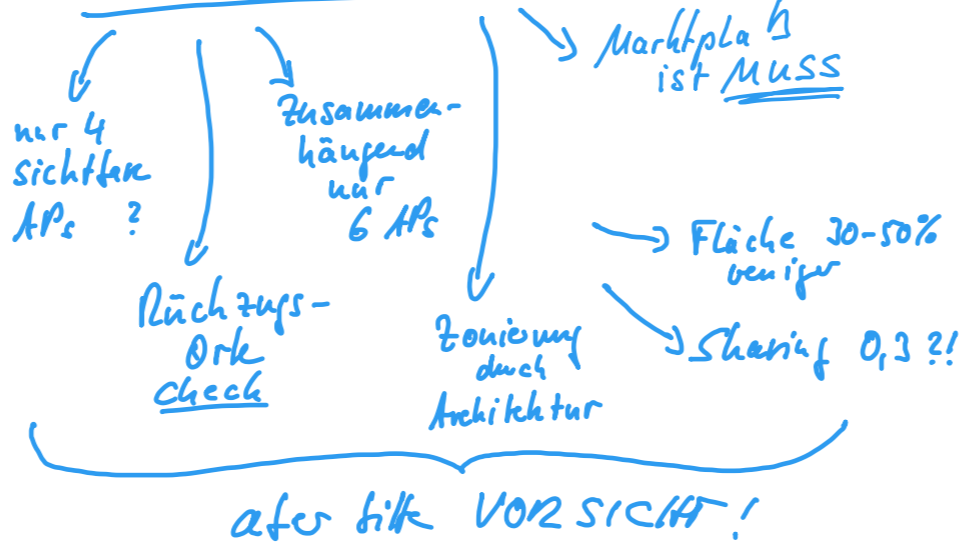 Marktplatz
ist MUSS
nur 4
sichtbare
APs ?
Zusammen-
hängend
nur
6 APs
Rückzugs-
Orte
check
Zonierung
durch
Architektur
Fläche 30-50%
weniger
Sharing 0,3 ?!
aber bitte VORSICHT!